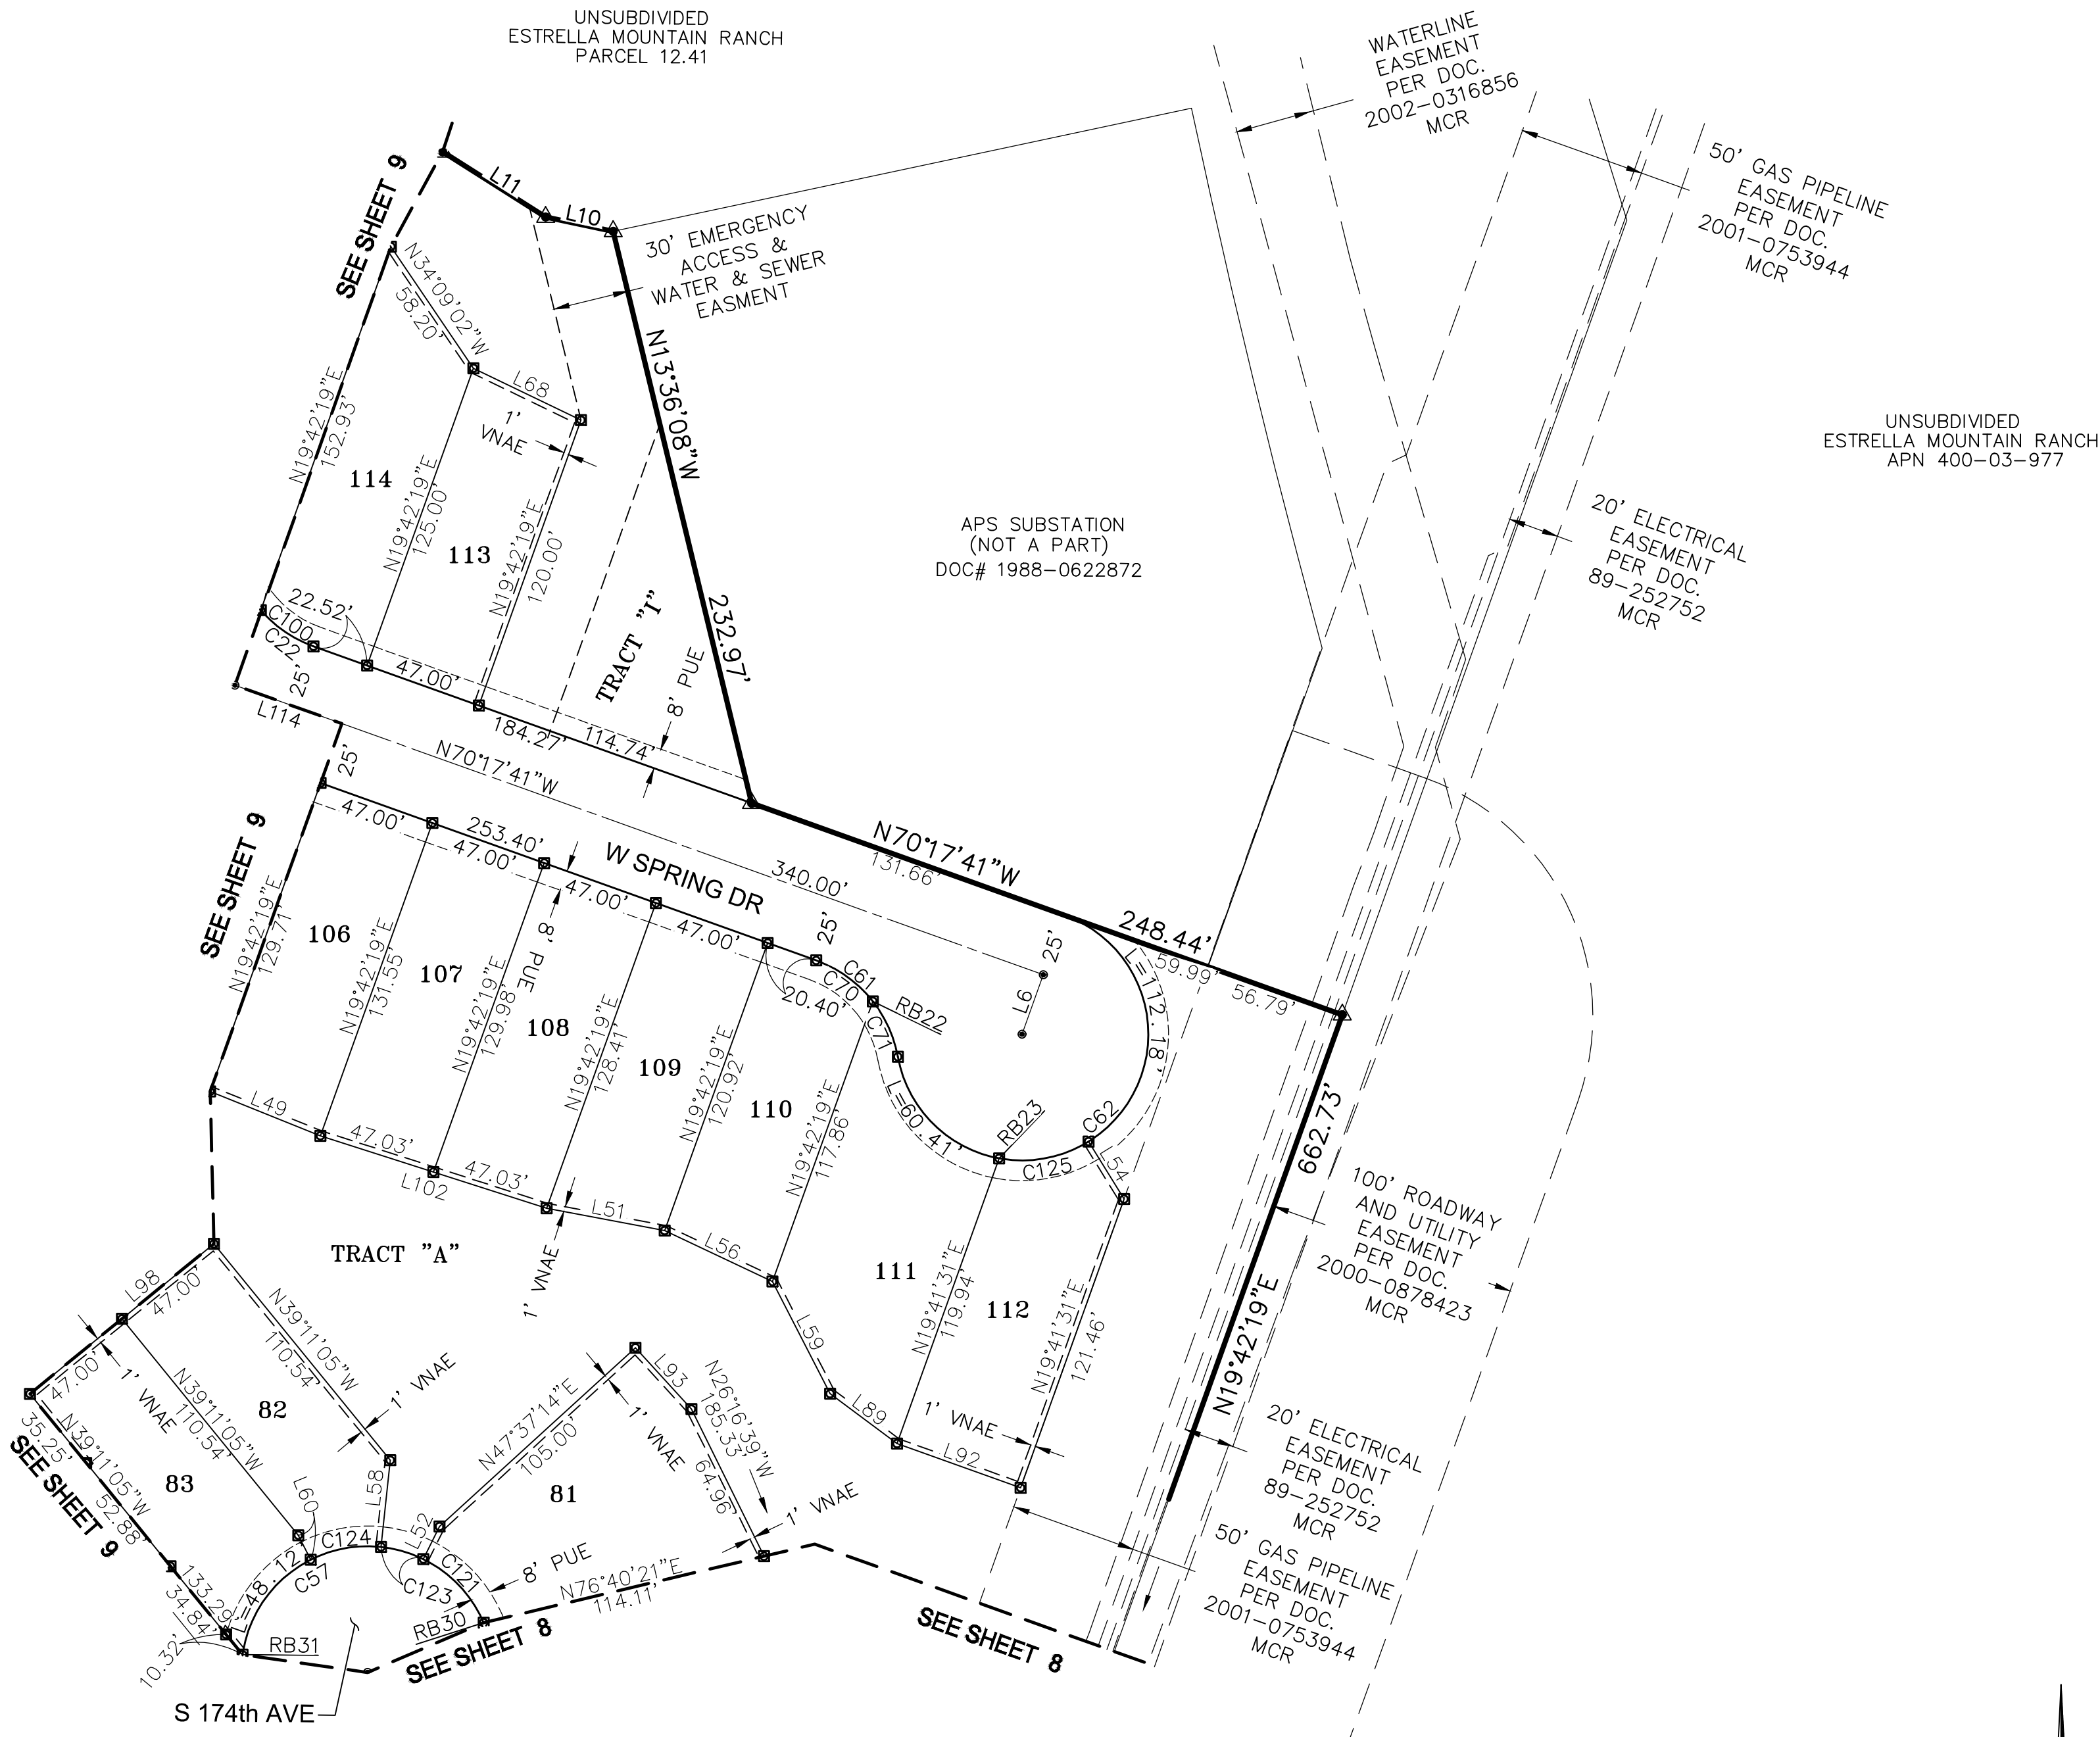 UNSUBDIVIDED
ESTRELLA MOUNTAIN RANCH
PARCEL 12.41
WATERLINE
EASEMENT
PER DOC.
2002-0316856
MCR
50' GAS PIPELINE
EASEMENT
PER DOC.
2001-0753944
MCR
SEE SHEET 9
L11
L10
30' EMERGENCY
ACCESS &
WATER & SEWER
EASMENT
N34°09'02"W
58.20'
L68
1'
VNAE
N13°36'08"W
232.97'
N19°42'19"E
152.93'
114
N19°42'19"E
125.00'
113
N19°42'19"E
120.00'
TRACT "I"
8' PUE
UNSUBDIVIDED
ESTRELLA MOUNTAIN RANCH
APN 400-03-977
APS SUBSTATION
(NOT A PART)
DOC# 1988-0622872
20' ELECTRICAL
EASEMENT
PER DOC.
89-252752
MCR
22.52'
C100
C22
25'
47.00'
L114
184.27'
114.74'
N70°17'41"W
25'
47.00'
253.40'
47.00'
47.00'
47.00'
W SPRING DR
340.00'
N70°17'41"W
131.66'
248.44'
59.99'
56.79'
SEE SHEET 9
N19°42'19"E
129.71'
106
N19°42'19"E
131.55'
107
8' PUE
N19°42'19"E
129.98'
108
N19°42'19"E
128.41'
109
N19°42'19"E
120.92'
110
N19°42'19"E
117.86'
25'
C61
C70
20.40'
RB22
C71
25'
L6
L=112.18'
L=60.41'
RB23
C62
C125
L54
L49
47.03'
L102
47.03'
L51
L56
1' VNAE
TRACT "A"
L59
L89
111
N19°41'31"E
119.94'
112
N19°41'31"E
121.46'
1' VNAE
L92
662.73'
N19°42'19"E
100' ROADWAY
AND UTILITY
EASEMENT
PER DOC.
2000-0878423
MCR
20' ELECTRICAL
EASEMENT
PER DOC.
89-252752
MCR
50' GAS PIPELINE
EASEMENT
PER DOC.
2001-0753944
MCR
L98
47.00'
47.00'
1' VNAE
N39°11'05"W
110.54'
1' VNAE
82
N39°11'05"W
110.54'
83
N39°11'05"W
35.25'
52.88'
SEE SHEET 9
133.29'
34.84'
10.32'
L60
L58
C124
L=48.12'
C57
L52
C123
C121
RB30
RB31
N47°37'14"E
105.00'
81
1' VNAE
L93
N26°16'39"W
185.33'
64.96'
1' VNAE
8' PUE
N76°40'21"E
114.11'
SEE SHEET 8
SEE SHEET 8
S 174th AVE